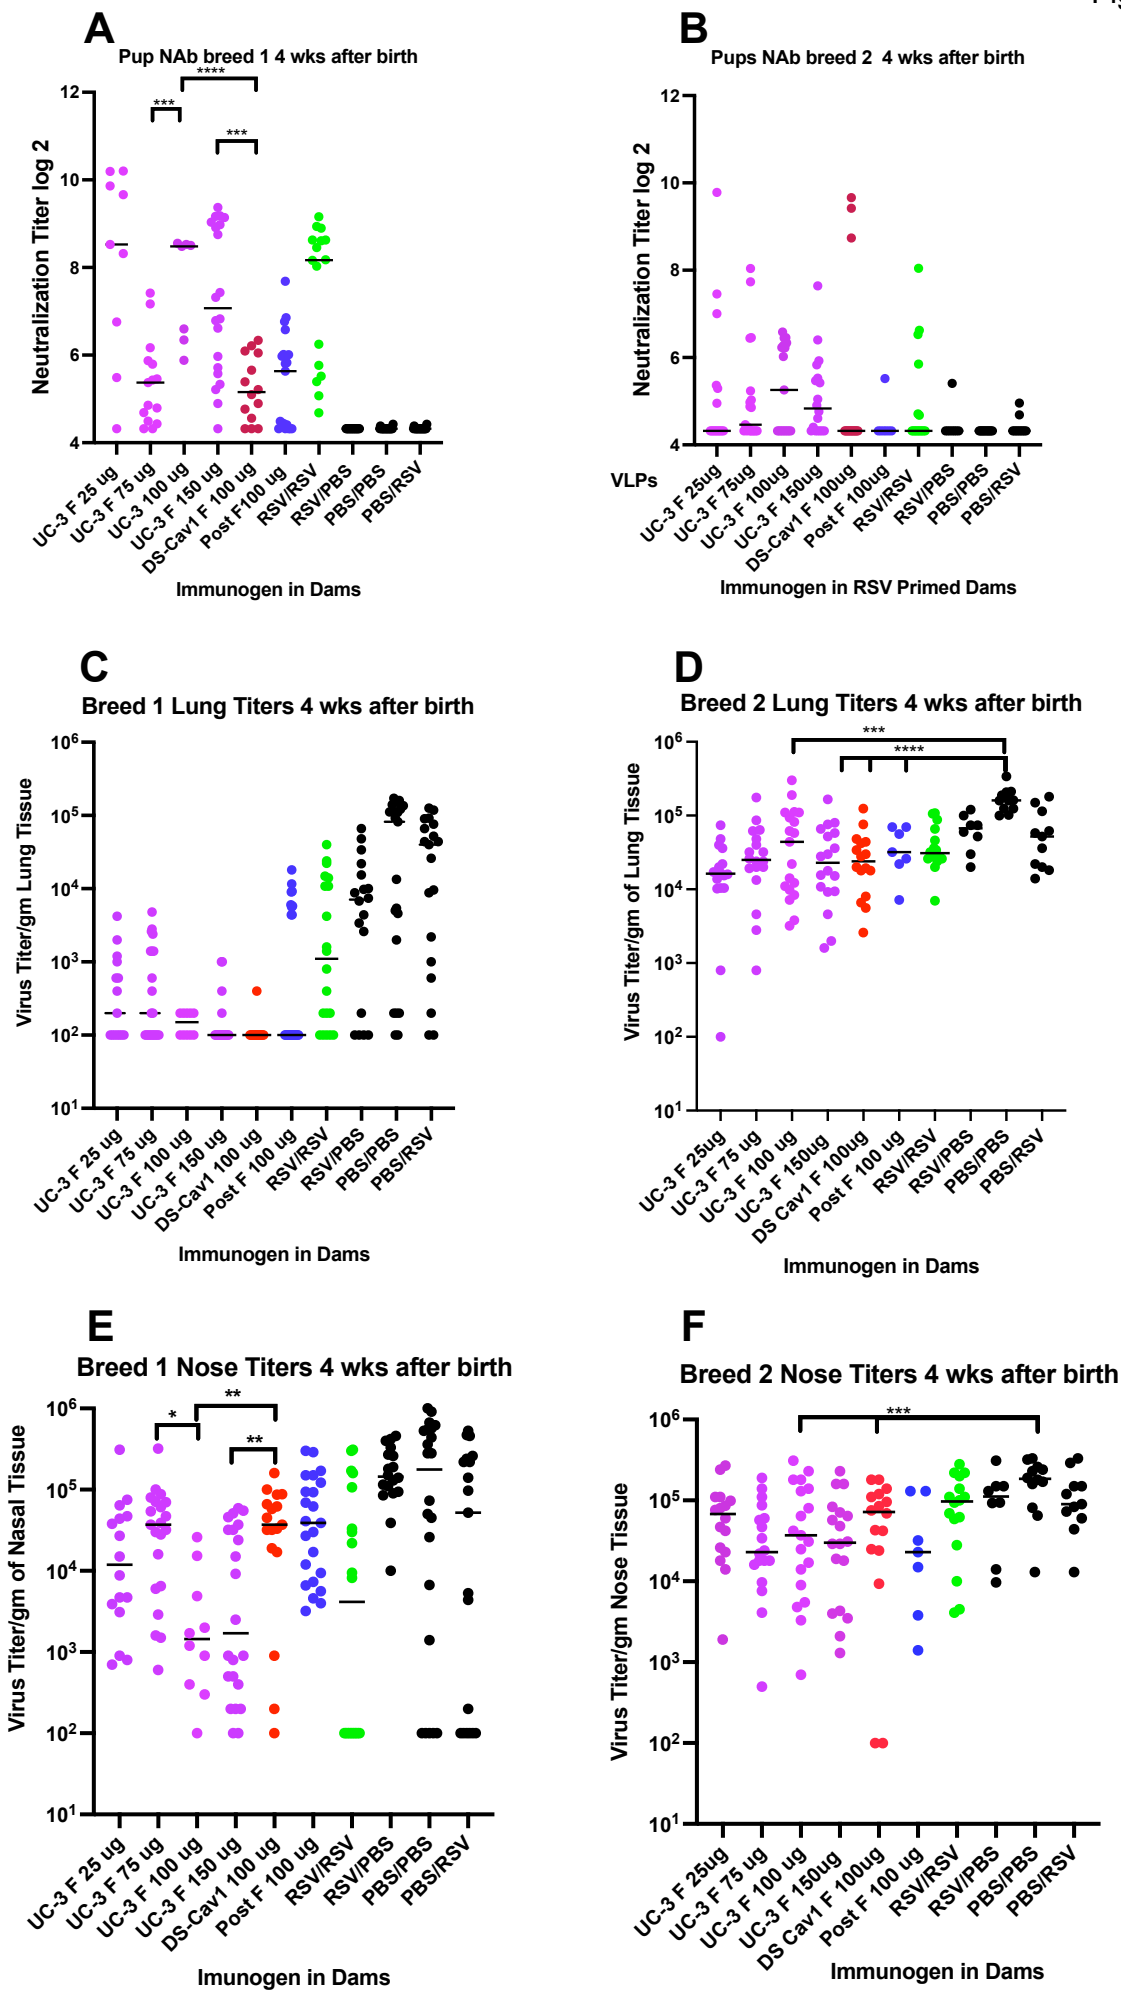 A
Pup NAb breed 1 4 wks after birth
****
***
***
12
10
8
6
4
Neutralization Titer log 2
UC-3 F 25 ug
UC-3 F 75 ug
UC-3 100 ug
UC-3 F 150 ug
DS-Cav1 F 100 ug
Post F100 ug
RSV/RSV
RSV/PBS
PBS/PBS
PBS/RSV
Immunogen in Dams
B
Pups NAb breed 2 4 wks after birth
12
10
8
6
4
Neutralization Titer log 2
VLPs
UC-3 F 25ug
UC-3 F 75ug
UC-3 F 100ug
UC-3 F 150ug
DS-Cav1 F 100ug
Post F 100ug
RSV/RSV
RSV/PBS
PBS/PBS
PBS/RSV
Immunogen in RSV Primed Dams
C
Breed 1 Lung Titers 4 wks after birth
10⁶
10⁵
10⁴
10³
10²
10¹
Virus Titer/gm Lung Tissue
UC-3 F 25 ug
UC-3 F 75 ug
UC-3 F 100 ug
UC-3 F 150 ug
DS-Cav1 100 ug
Post F 100 ug
RSV/RSV
RSV/PBS
PBS/PBS
PBS/RSV
Immunogen in Dams
D
Breed 2 Lung Titers 4 wks after birth
***
****
10⁶
10⁵
10⁴
10³
10²
10¹
Virus Titer/gm of Lung Tissue
UC-3 F 25ug
UC-3 F 75 ug
UC-3 F 100 ug
UC-3 F 150ug
DS Cav1 F 100ug
Post F 100 ug
RSV/RSV
RSV/PBS
PBS/PBS
PBS/RSV
Immunogen in Dams
E
Breed 1 Nose Titers 4 wks after birth
**
*
**
10⁶
10⁵
10⁴
10³
10²
10¹
Virus Titer/gm of Nasal Tissue
UC-3 F 25 ug
UC-3 F 75 ug
UC-3 F 100 ug
UC-3 F 150 ug
DS-Cav1 100 ug
Post F 100 ug
RSV/RSV
RSV/PBS
PBS/PBS
PBS/RSV
Imunogen in Dams
F
Breed 2 Nose Titers 4 wks after birth
***
10⁶
10⁵
10⁴
10³
10²
10¹
Virus Titer/gm Nose Tissue
UC-3 F 25ug
UC-3 F 75 ug
UC-3 F 100 ug
UC-3 F 150ug
DS Cav1 F 100ug
Post F 100 ug
RSV/RSV
RSV/PBS
PBS/PBS
PBS/RSV
Immunogen in Dams